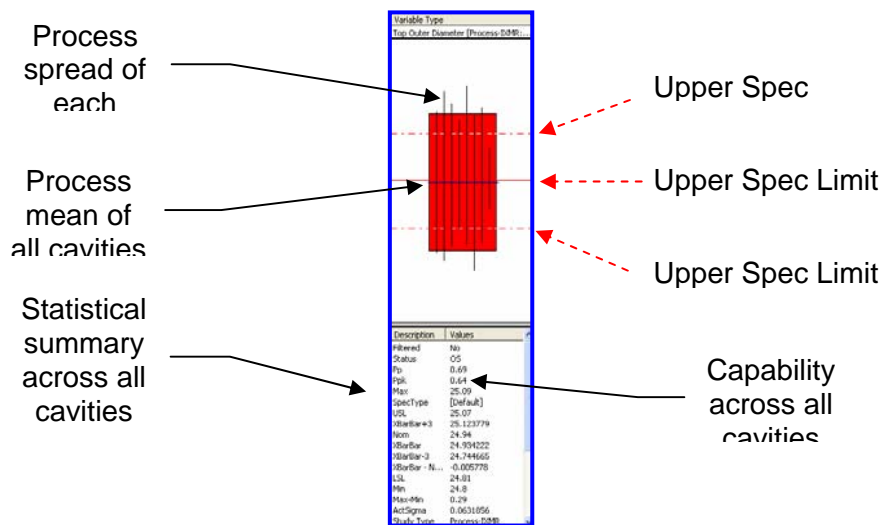 Process
spread of
each
Process
mean of
all cavities
Statistical
summary
across all
cavities
Variable Type
Top Outer Diameter [Process-IXMR:...
Upper Spec
Upper Spec Limit
Upper Spec Limit
Description Values
Filtered No
Status OS
Pp 0.69
Ppk 0.64
Max 25.09
SpecType [Default]
USL 25.07
XBarBar+3 25.123779
Nom 24.94
XBarBar 24.934222
XBarBar-3 24.744665
XBarBar - N... -0.005778
LSL 24.81
Min 24.8
Max-Min 0.29
ActSigma 0.0631856
Study Type Process-IXMR
Capability
across all
cavities